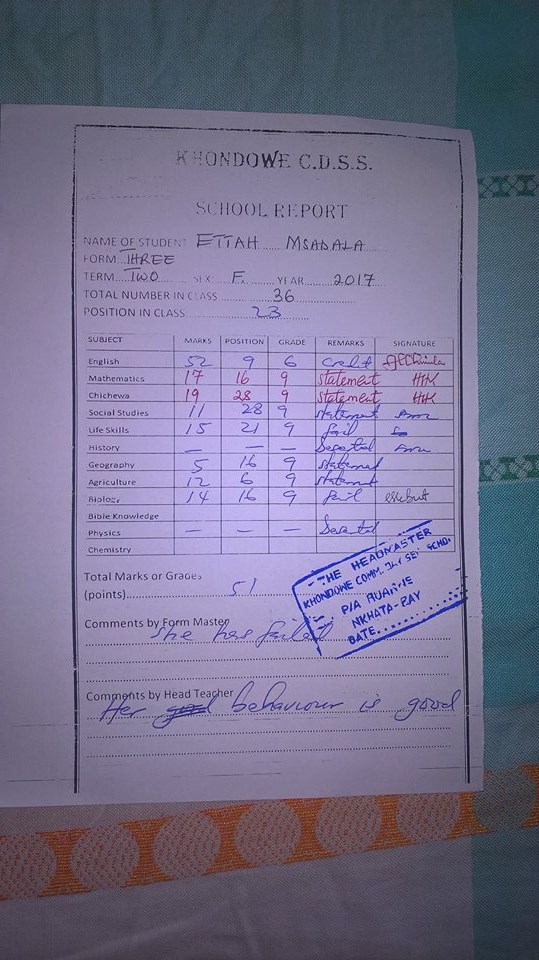 KHONDOWE C.D.S.S.
SCHOOL REPORT
NAME OF STUDENT ETTAH MSADALA
FORM THREE
TERM TWO SEX: F. YEAR 2017
TOTAL NUMBER IN CLASS 36
POSITION IN CLASS 23
SUBJECT MARKS POSITION GRADE REMARKS SIGNATURE
English 52 9 6 credit
Mathematics 17 16 9 statement
Chichewa 19 28 9 statement
Social Studies 11 28 9 statement
Life Skills 15 21 9 fail
History — — —
Geography 5 16 9 statement
Agriculture 12 6 9 statement
Biology 14 16 9 fail
Bible Knowledge
Physics — — —
Chemistry
Total Marks or Grades
(points) 51
THE HEADMASTER
KHONDOWE COMM. DAY SEC SCHO
P/A
NKHATA-BAY
DATE
Comments by Form Master
She has failed
Comments by Head Teacher
Her behaviour is good